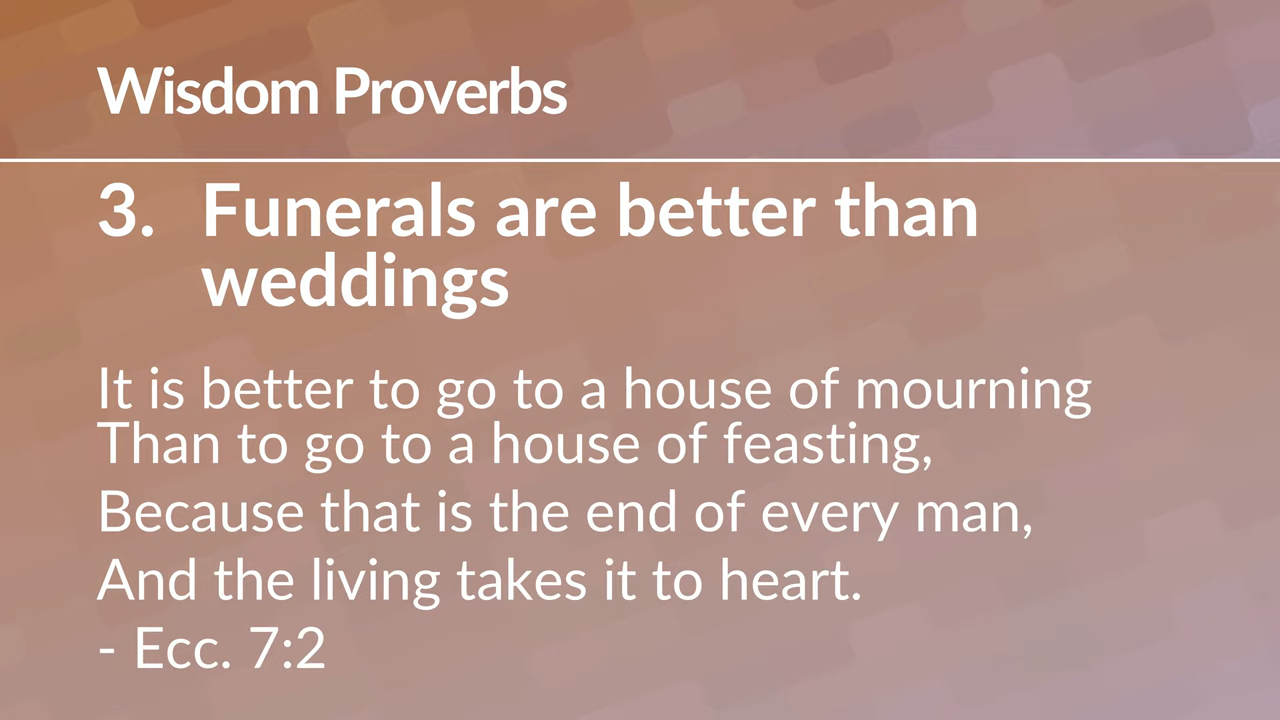 Wisdom Proverbs
3. Funerals are better than
weddings
It is better to go to a house of mourning
Than to go to a house of feasting,
Because that is the end of every man,
And the living takes it to heart.
- Ecc. 7:2